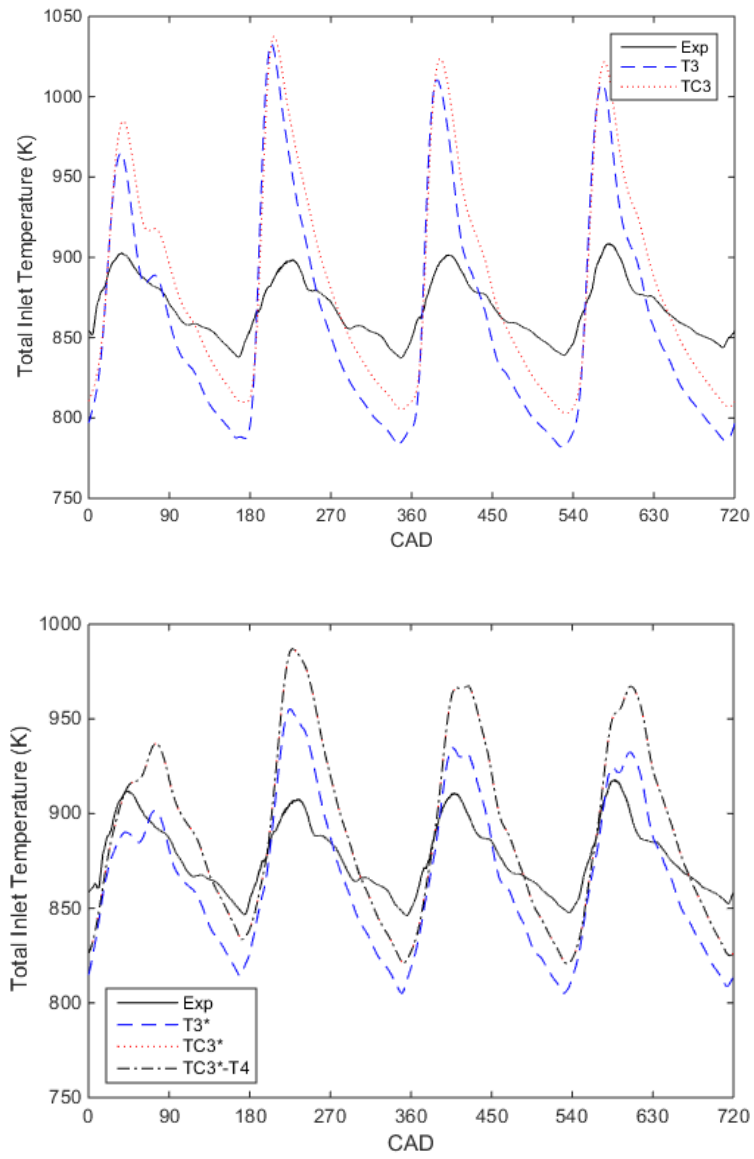 1050
1000
950
900
850
800
750
Total Inlet Temperature (K)
Exp
T3
TC3
0 90 180 270 360 450 540 630 720
CAD
1000
950
900
850
800
750
Total Inlet Temperature (K)
Exp
T3*
TC3*
TC3*-T4
0 90 180 270 360 450 540 630 720
CAD